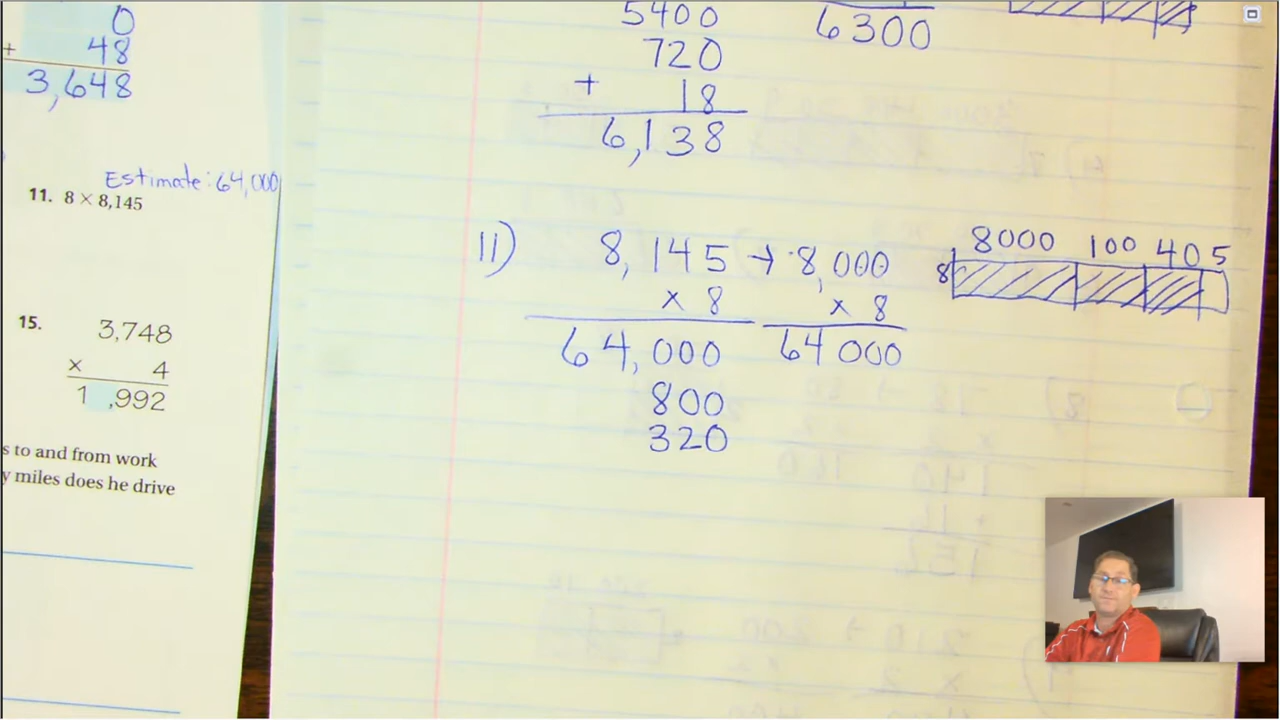 0
+ 48
3,648
Estimate: 64,000
11. 8 × 8,145
15. 3,748
× 4
1 ,992
s to and from work
y miles does he drive
5400
720
+ 18
6,138
6300
11) 8,145 → 8,000
× 8 × 8
64,000 64 000
800
320
8000 100 40 5
8